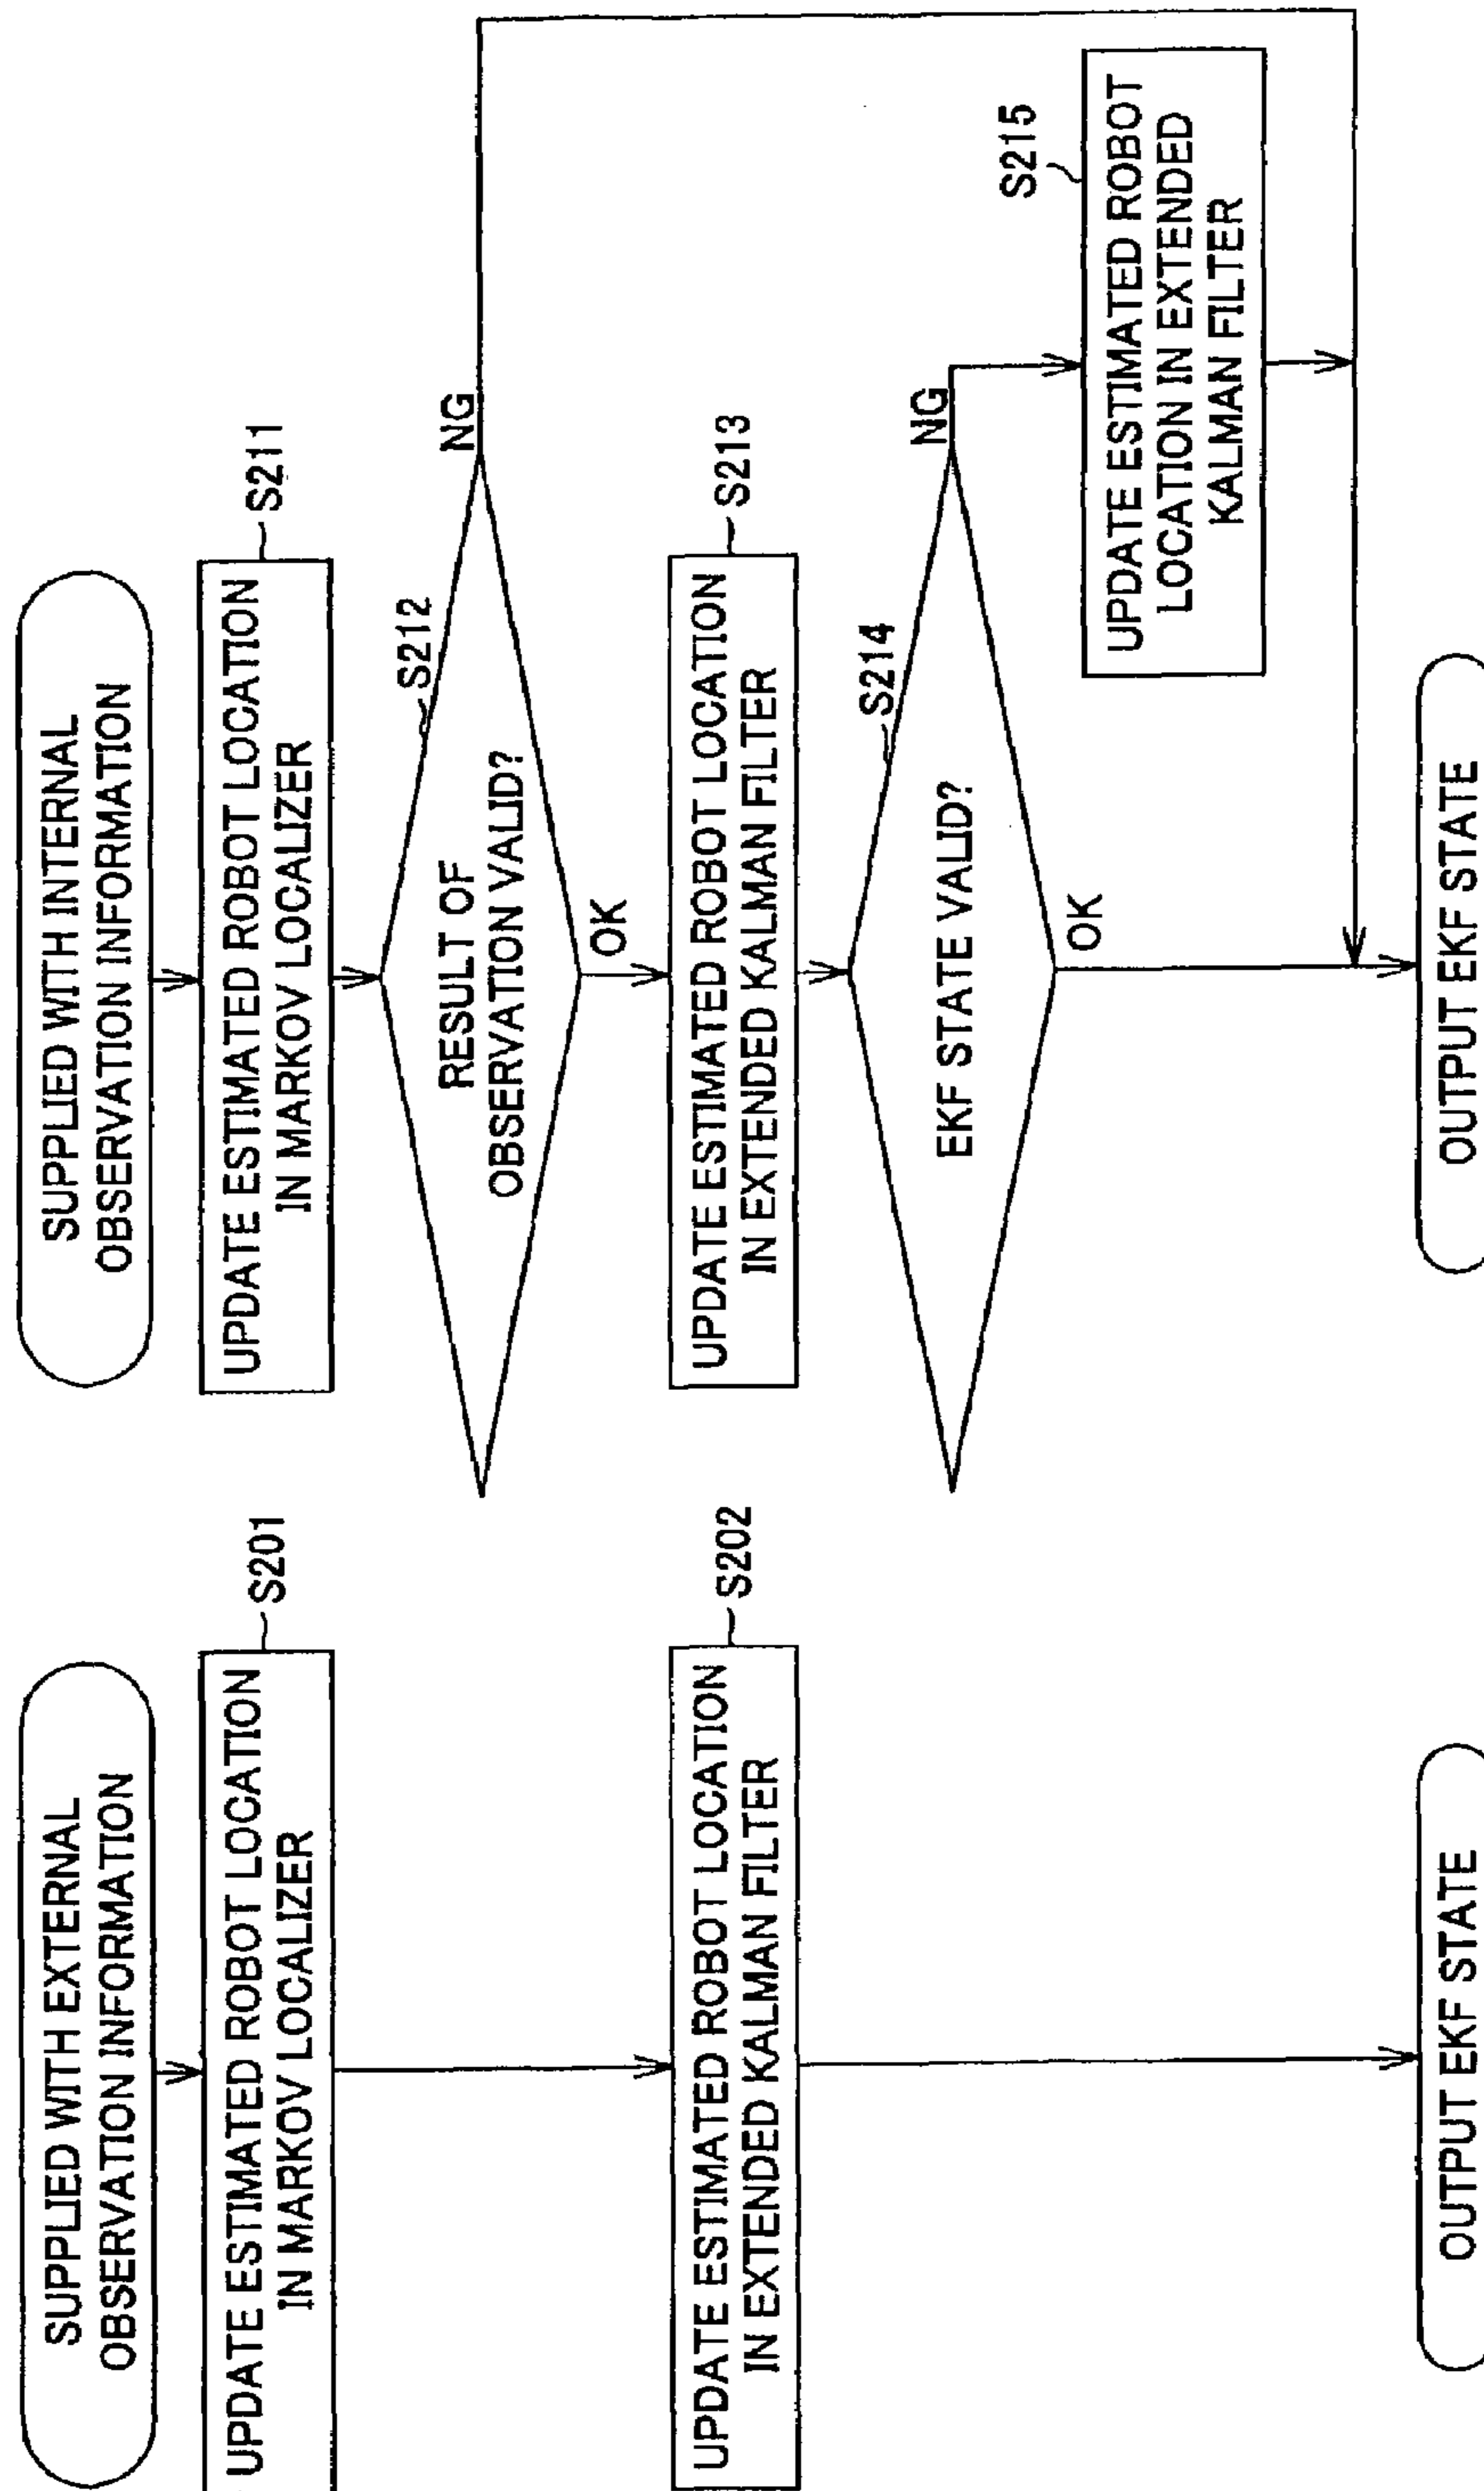 SUPPLIED WITH EXTERNAL
OBSERVATION INFORMATION
UPDATE ESTIMATED ROBOT LOCATION
IN MARKOV LOCALIZER
S201
UPDATE ESTIMATED ROBOT LOCATION
IN EXTENDED KALMAN FILTER
S202
OUTPUT EKF STATE
SUPPLIED WITH INTERNAL
OBSERVATION INFORMATION
UPDATE ESTIMATED ROBOT LOCATION
IN MARKOV LOCALIZER
S211
RESULT OF
OBSERVATION VALID?
S212
NG
OK
UPDATE ESTIMATED ROBOT LOCATION
IN EXTENDED KALMAN FILTER
S213
EKF STATE VALID?
S214
NG
OK
UPDATE ESTIMATED ROBOT
LOCATION IN EXTENDED
KALMAN FILTER
S215
OUTPUT EKF STATE